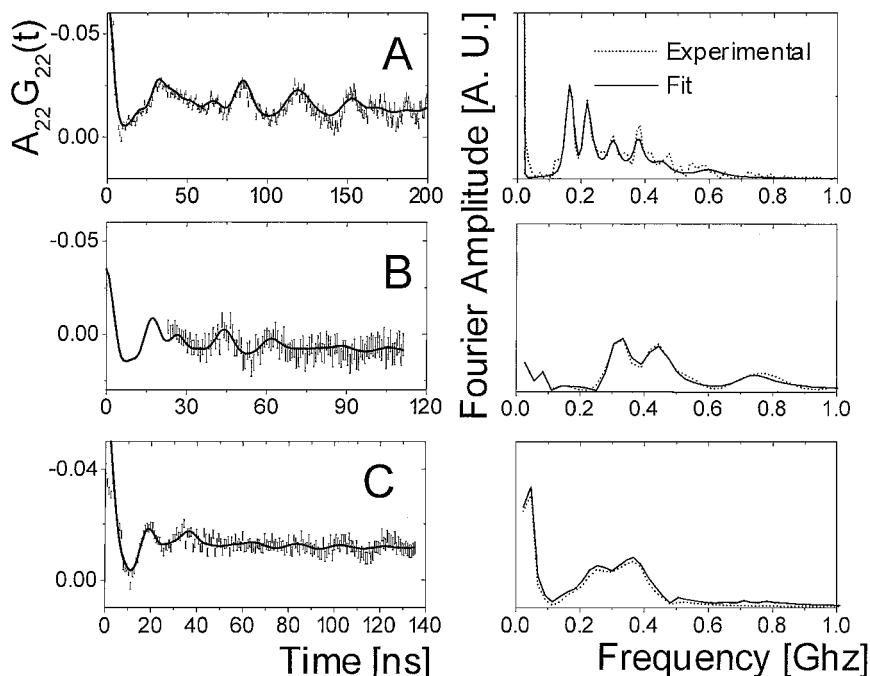 A₂₂G₂₂(t)
-0.05
0.00
A
0 50 100 150 200
-0.05
0.00
B
0 30 60 90 120
-0.04
0.00
C
0 20 40 60 80 100 120 140
Time [ns]
Fourier Amplitude [A. U.]
Experimental
Fit
0.0 0.2 0.4 0.6 0.8 1.0
0.0 0.2 0.4 0.6 0.8 1.0
0.0 0.2 0.4 0.6 0.8 1.0
Frequency [Ghz]